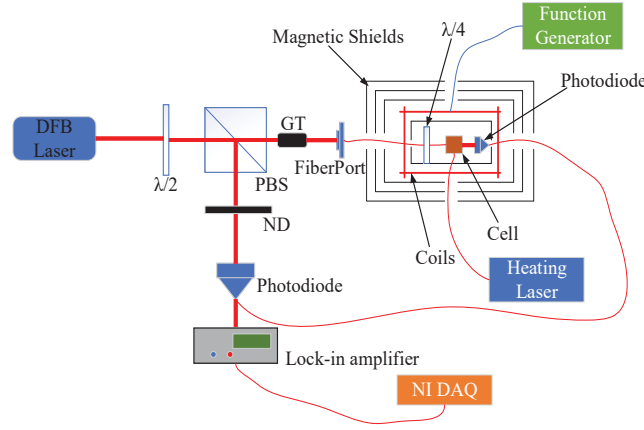 Function
Generator
Magnetic Shields
λ/4
Photodiode
DFB
Laser
GT
λ/2
PBS
FiberPort
ND
Cell
Coils
Photodiode
Heating
Laser
Lock-in amplifier
NI DAQ